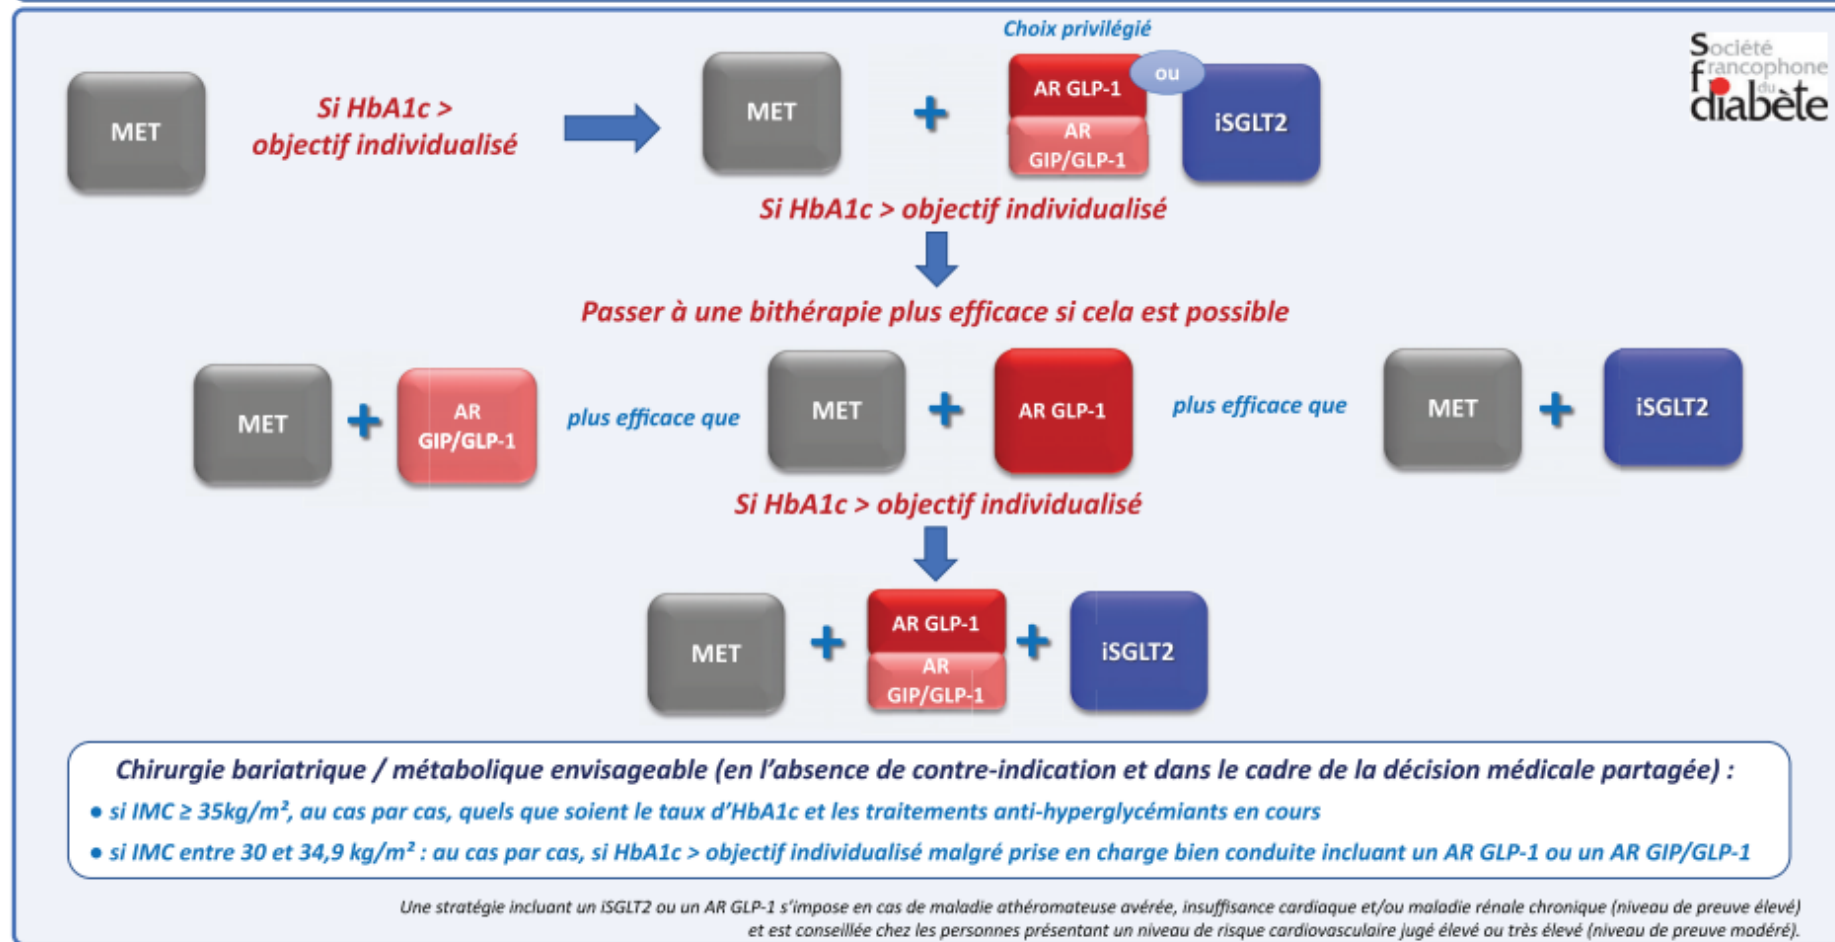 Choix privilégié
Société
francophone
du
diabète
MET
Si HbA1c >
objectif individualisé
MET
+
AR GLP-1
AR
GIP/GLP-1
ou
iSGLT2
Si HbA1c > objectif individualisé
Passer à une bithérapie plus efficace si cela est possible
MET
+
AR
GIP/GLP-1
plus efficace que
MET
+
AR GLP-1
plus efficace que
MET
+
iSGLT2
Si HbA1c > objectif individualisé
MET
+
AR GLP-1
AR
GIP/GLP-1
+
iSGLT2
Chirurgie bariatrique / métabolique envisageable (en l'absence de contre-indication et dans le cadre de la décision médicale partagée) :
• si IMC ≥ 35kg/m², au cas par cas, quels que soient le taux d'HbA1c et les traitements anti-hyperglycémiants en cours
• si IMC entre 30 et 34,9 kg/m² : au cas par cas, si HbA1c > objectif individualisé malgré prise en charge bien conduite incluant un AR GLP-1 ou un AR GIP/GLP-1
Une stratégie incluant un iSGLT2 ou un AR GLP-1 s'impose en cas de maladie athéromateuse avérée, insuffisance cardiaque et/ou maladie rénale chronique (niveau de preuve élevé)
et est conseillée chez les personnes présentant un niveau de risque cardiovasculaire jugé élevé ou très élevé (niveau de preuve modéré).